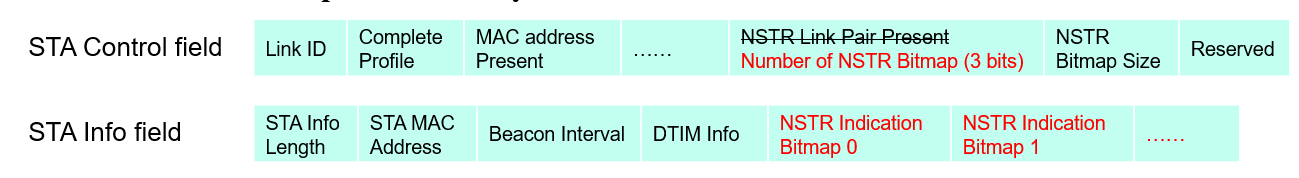 STA Control field
Link ID
Complete
Profile
MAC address
Present
......
NSTR Link Pair Present
Number of NSTR Bitmap (3 bits)
NSTR
Bitmap Size
Reserved
STA Info field
STA Info
Length
STA MAC
Address
Beacon Interval
DTIM Info
NSTR Indication
Bitmap 0
NSTR Indication
Bitmap 1
......